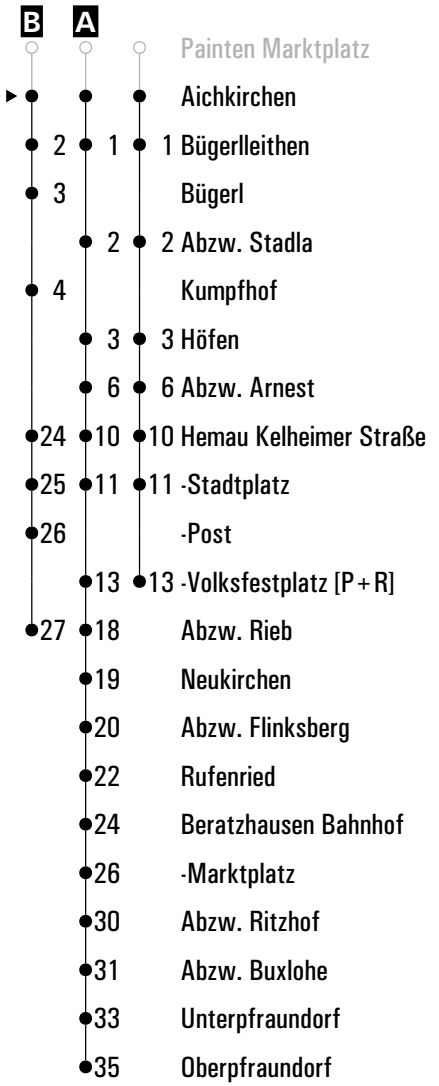 B A
Painten Marktplatz
Aichkirchen
2 1 1 Bügerlleithen
3 Bügerl
2 2 Abzw. Stadla
4 Kumpfhof
3 3 Höfen
6 6 Abzw. Arnest
24 10 10 Hemau Kelheimer Straße
25 11 11 -Stadtplatz
26 -Post
13 13 -Volksfestplatz [P+R]
27 18 Abzw. Rieb
19 Neukirchen
20 Abzw. Flinksberg
22 Rufenried
24 Beratzhausen Bahnhof
26 -Marktplatz
30 Abzw. Ritzhof
31 Abzw. Buxlohe
33 Unterpfraundorf
35 Oberpfraundorf